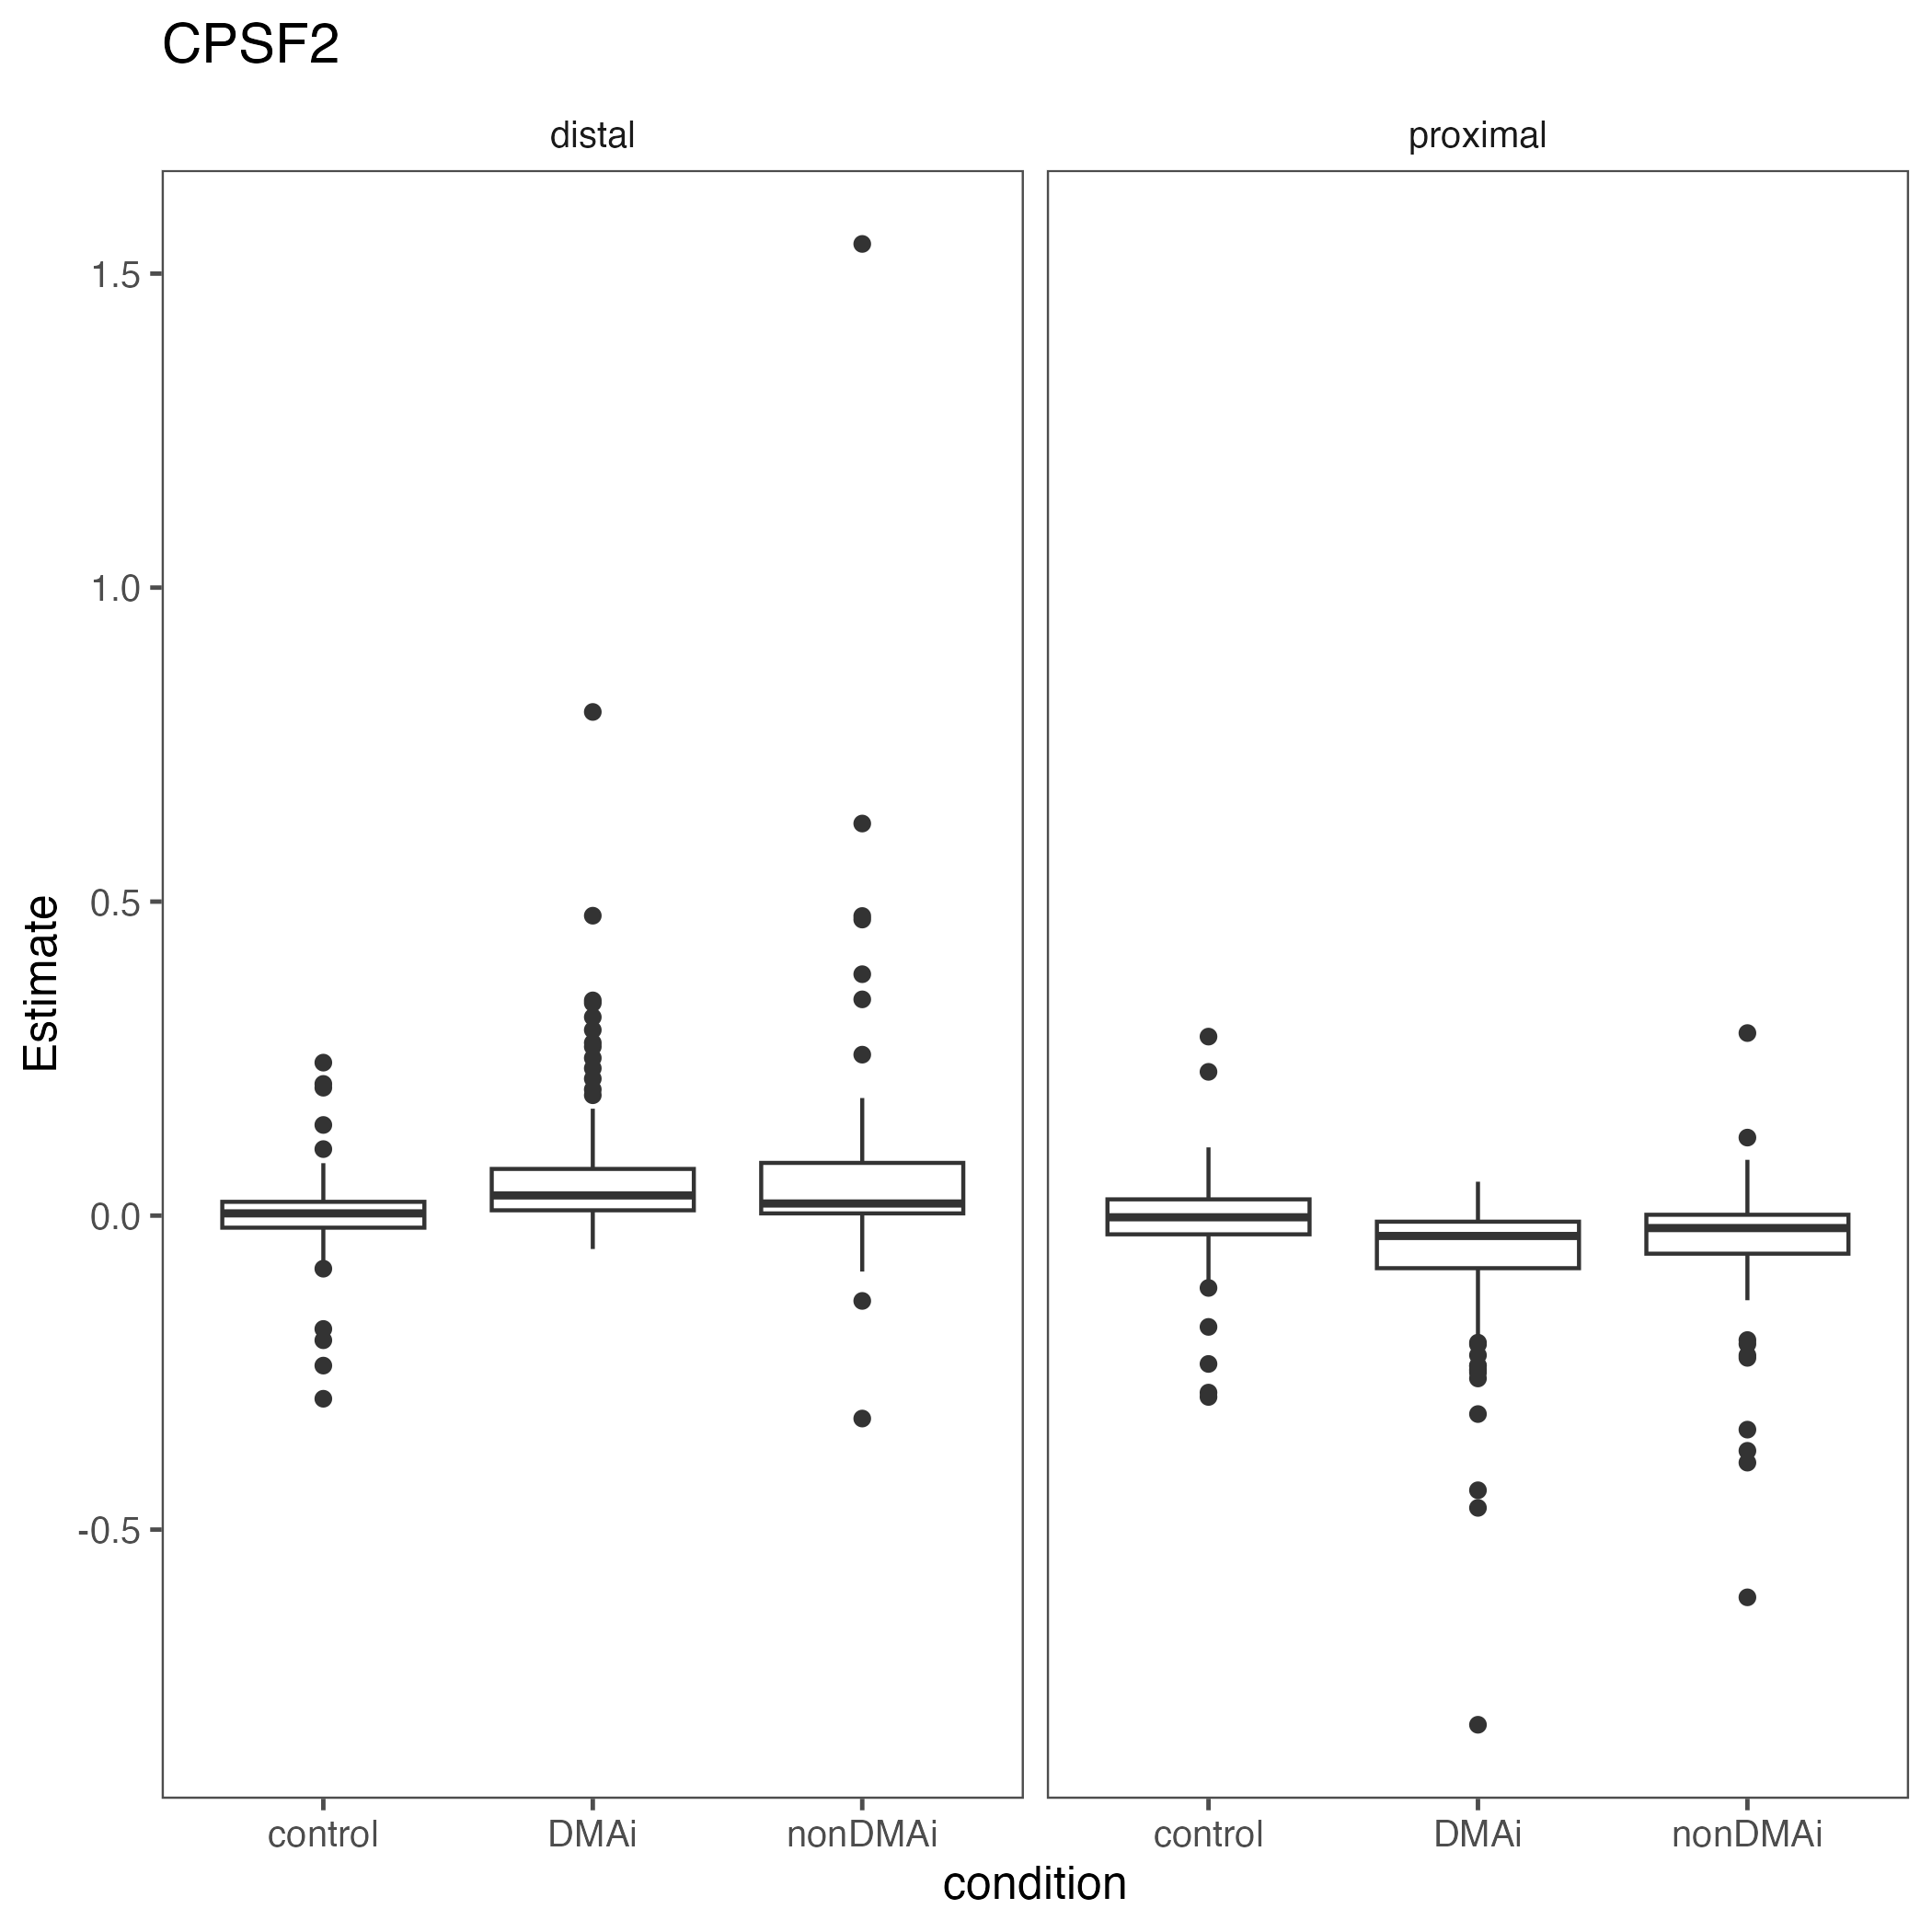 CPSF2
distal
proximal
1.5
1.0
0.5
0.0
-0.5
Estimate
control DMAi nonDMAi
control DMAi nonDMAi
condition